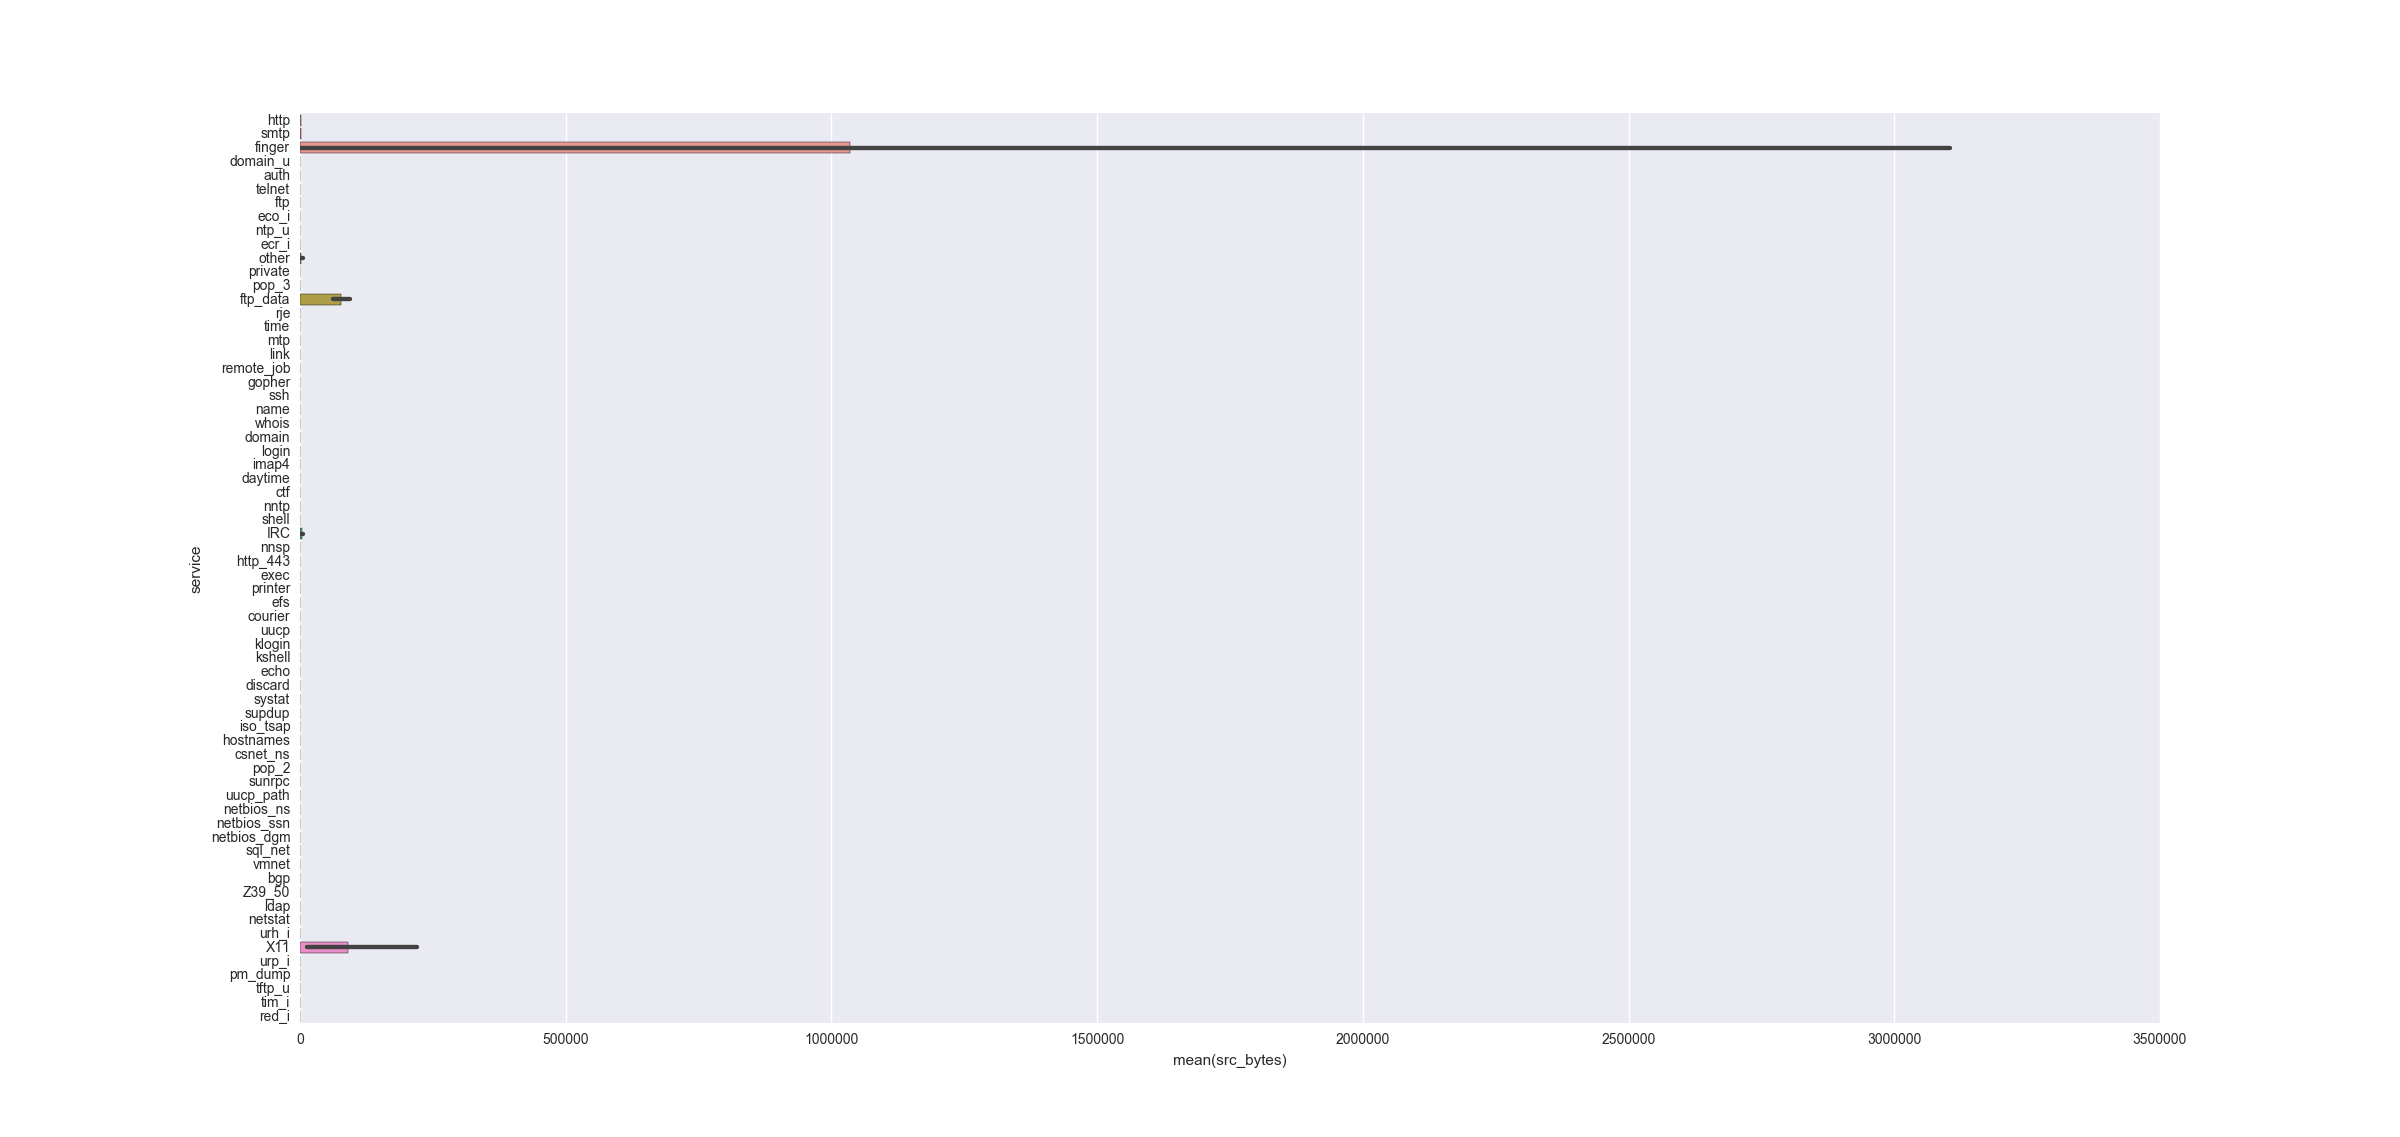 http
smtp
finger
domain_u
auth
telnet
ftp
eco_i
ntp_u
ecr_i
other
private
pop_3
ftp_data
rje
time
mtp
link
remote_job
gopher
ssh
name
whois
domain
login
imap4
daytime
ctf
nntp
shell
IRC
nnsp
http_443
exec
printer
efs
courier
uucp
klogin
kshell
echo
discard
systat
supdup
iso_tsap
hostnames
csnet_ns
pop_2
sunrpc
uucp_path
netbios_ns
netbios_ssn
netbios_dgm
sql_net
vmnet
bgp
Z39_50
ldap
netstat
urh_i
X11
urp_i
pm_dump
tftp_u
tim_i
red_i
service
0 500000 1000000 1500000 2000000 2500000 3000000 3500000
mean(src_bytes)